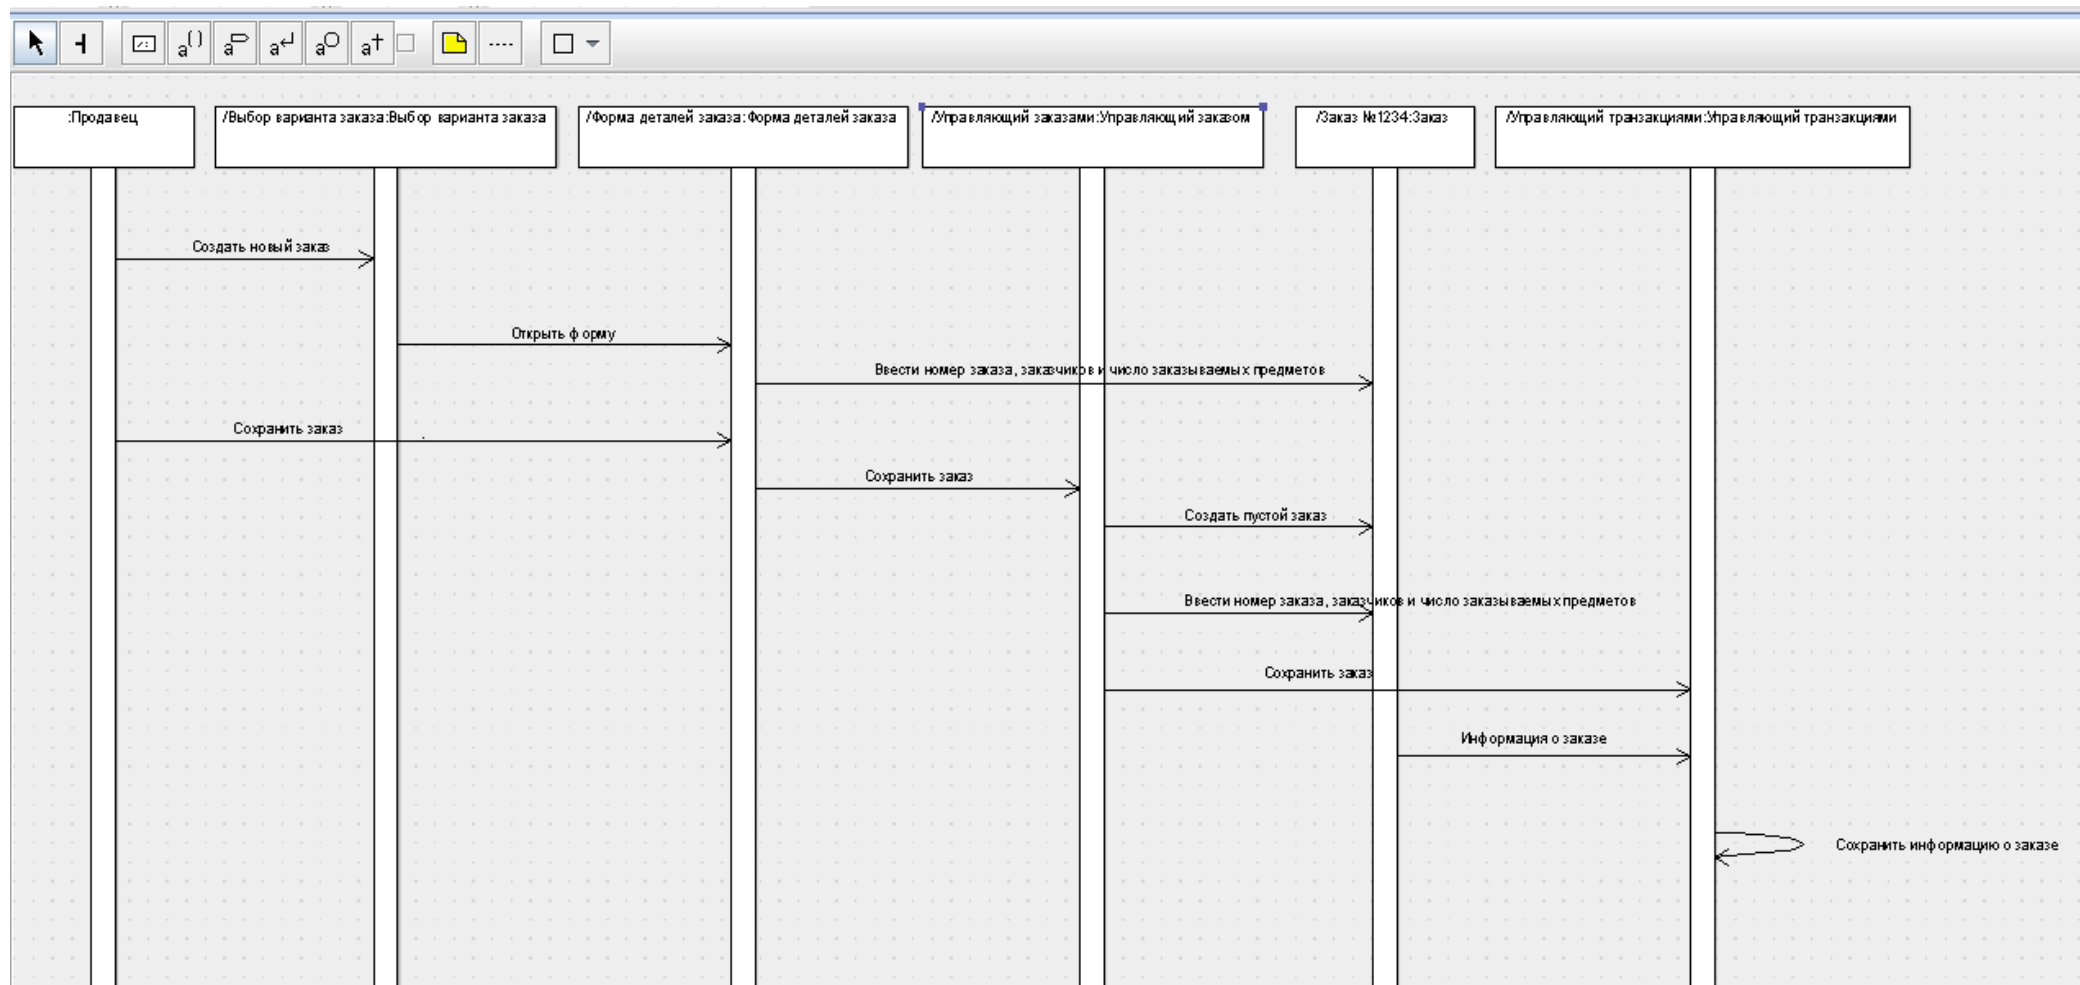 :Продавец
/Выбор варианта заказа:Выбор варианта заказа
/Форма деталей заказа:Форма деталей заказа
/Управляющий заказами:Управляющий заказом
/Заказ №1234:Заказ
/Управляющий транзакциями:Управляющий транзакциями
Создать новый заказ
Открыть форму
Ввести номер заказа, заказчиков и число заказываемых предметов
Сохранить заказ
Сохранить заказ
Создать пустой заказ
Ввести номер заказа, заказчиков и число заказываемых предметов
Сохранить заказ
Информация о заказе
Сохранить информацию о заказе